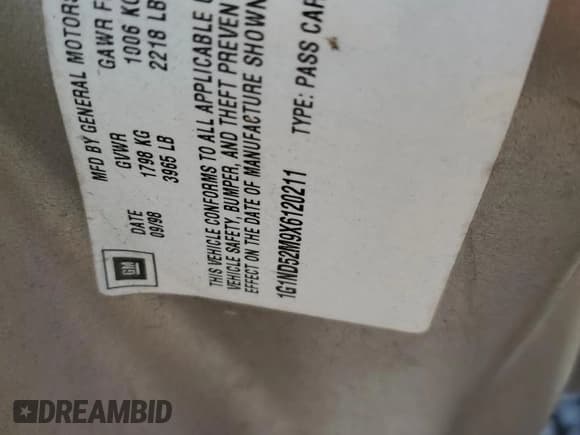 MFD BY GENERAL MOTORS
DATE GVWR GAWR
09/98 1798 KG 1006 KG
3965 LB 2218 LB
GM
THIS VEHICLE CONFORMS TO ALL APPLICABLE
VEHICLE SAFETY, BUMPER, AND THEFT PREVEN
EFFECT ON THE DATE OF MANUFACTURE SHOWN
1G1ND52M9X6120211 TYPE: PASS CAR
DREAMBID